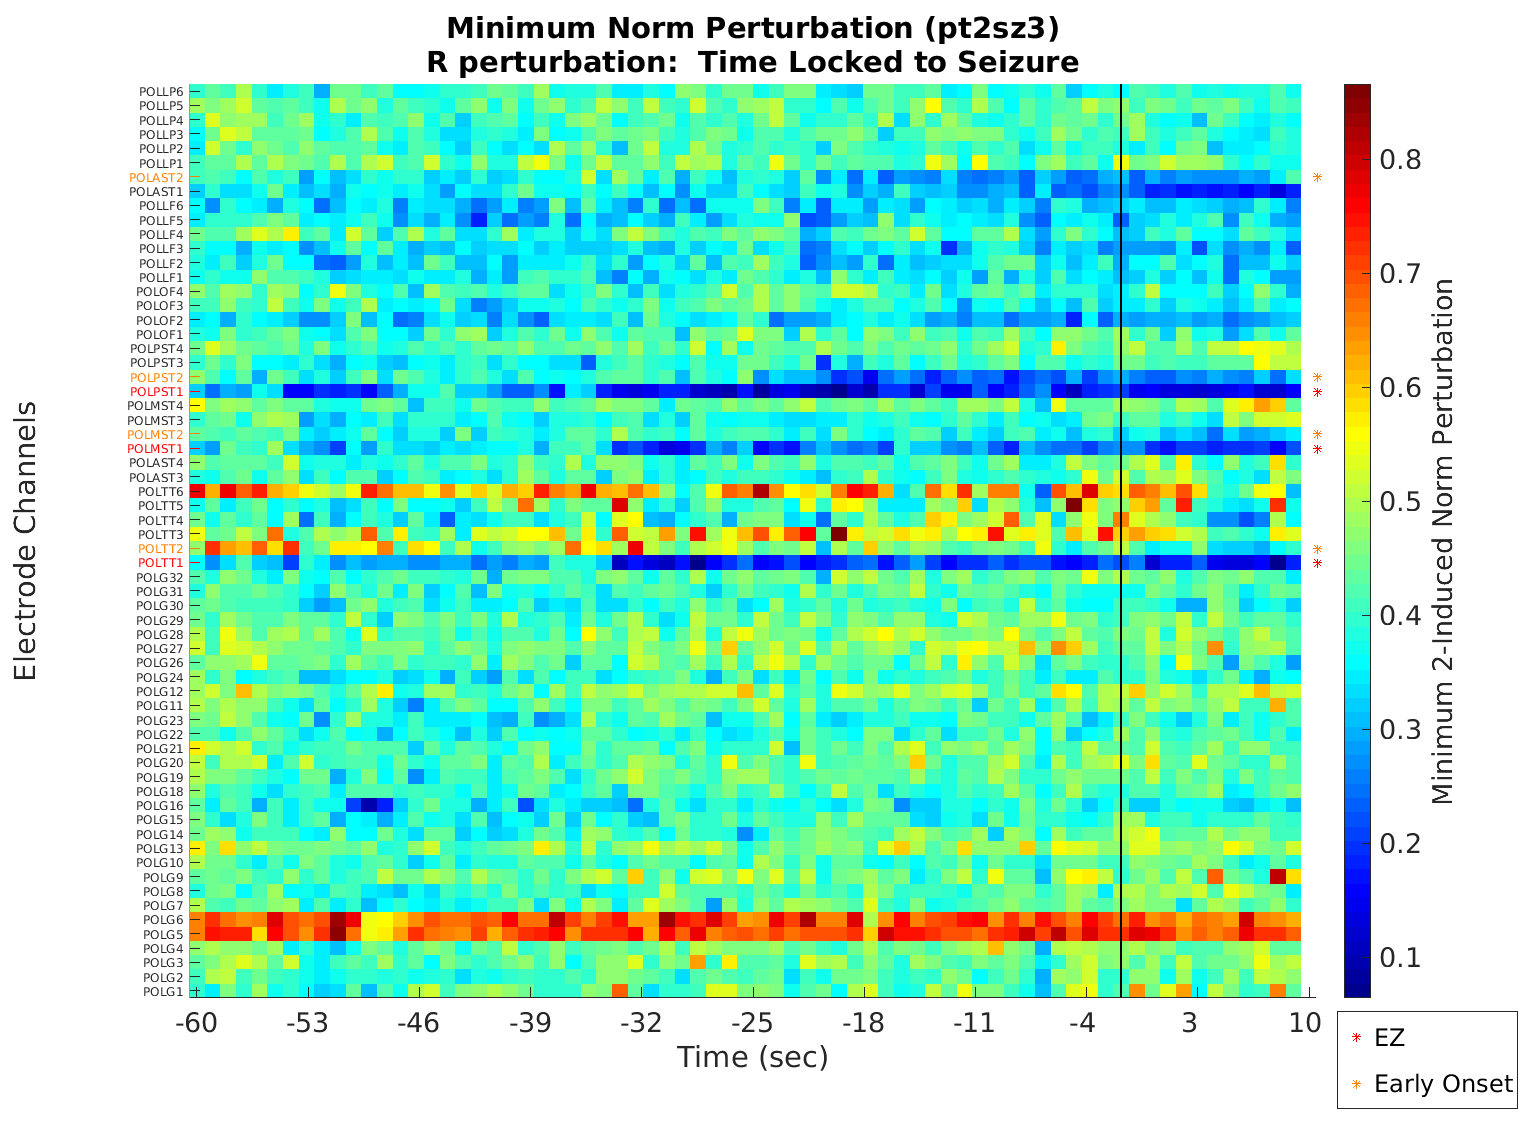 Minimum Norm Perturbation (pt2sz3)
R perturbation:  Time Locked to Seizure
Electrode Channels
POLLP6
POLLP5
POLLP4
POLLP3
POLLP2
POLLP1
POLAST2
POLAST1
POLLF6
POLLF5
POLLF4
POLLF3
POLLF2
POLLF1
POLOF4
POLOF3
POLOF2
POLOF1
POLPST4
POLPST3
POLPST2
POLPST1
POLMST4
POLMST3
POLMST2
POLMST1
POLAST4
POLAST3
POLTT6
POLTT5
POLTT4
POLTT3
POLTT2
POLTT1
POLG32
POLG31
POLG30
POLG29
POLG28
POLG27
POLG26
POLG24
POLG12
POLG11
POLG23
POLG22
POLG21
POLG20
POLG19
POLG18
POLG16
POLG15
POLG14
POLG13
POLG10
POLG9
POLG8
POLG7
POLG6
POLG5
POLG4
POLG3
POLG2
POLG1
-60 -53 -46 -39 -32 -25 -18 -11 -4 3 10
Time (sec)
0.8
0.7
0.6
0.5
0.4
0.3
0.2
0.1
Minimum 2-Induced Norm Perturbation
EZ
Early Onset